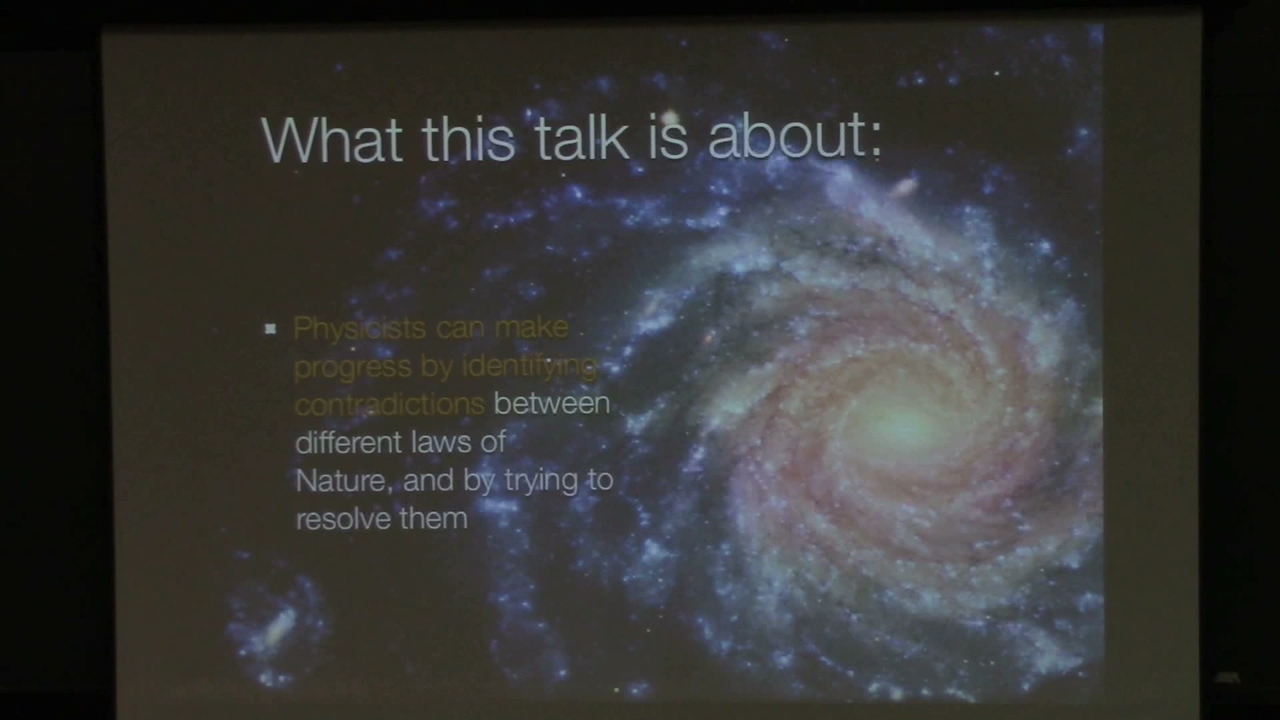 What this talk is about:
Physicists can make
progress by identifying
contradictions between
different laws of
Nature, and by trying to
resolve them